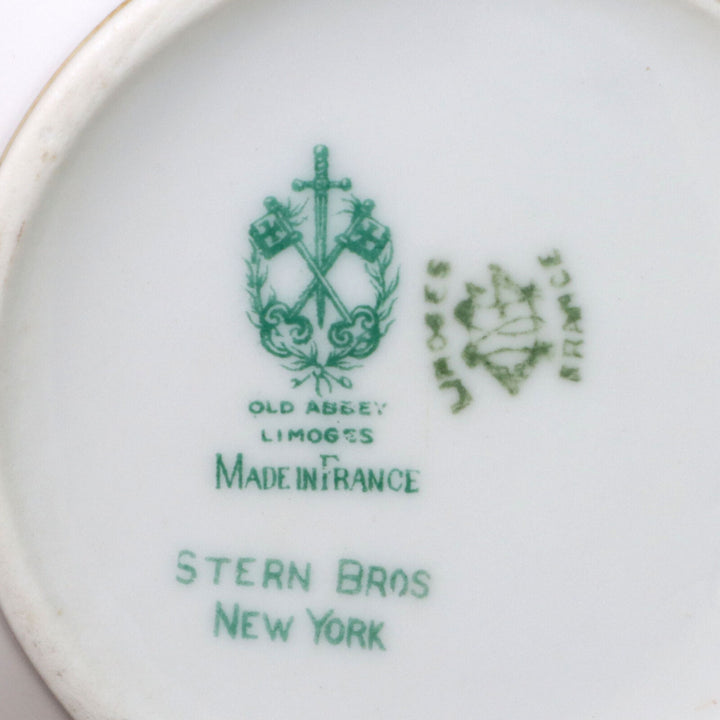 OLD ABBEY
LIMOGES
MADE IN FRANCE
LIMOGES
FRANCE
STERN BROS
NEW YORK